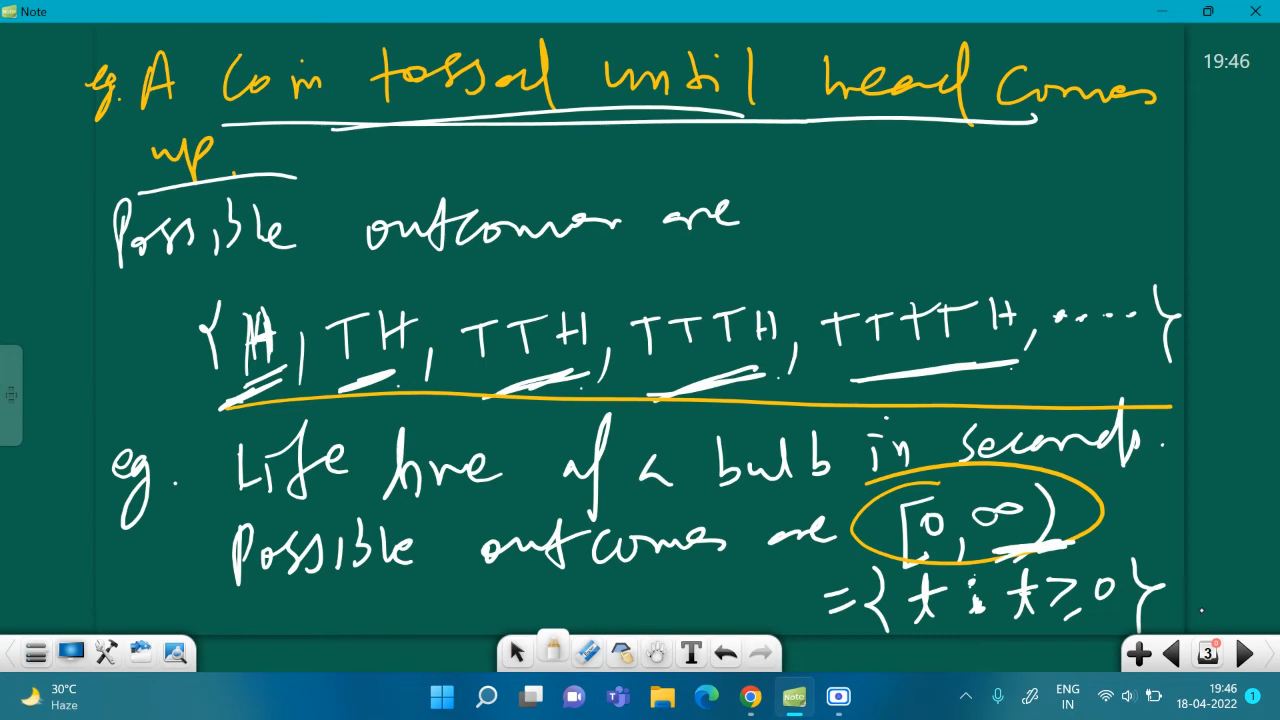 Note
19:46
eg. A coin tossed until head comes
up.
Possible outcomes are
{H, TH, TTH, TTTH, TTTTH, ....}
eg. Life time of a bulb in seconds.
Possible outcomes are [0, ∞)
= {t : t ≥ 0}
3
30°C
Haze
ENG
IN
19:46
18-04-2022
1